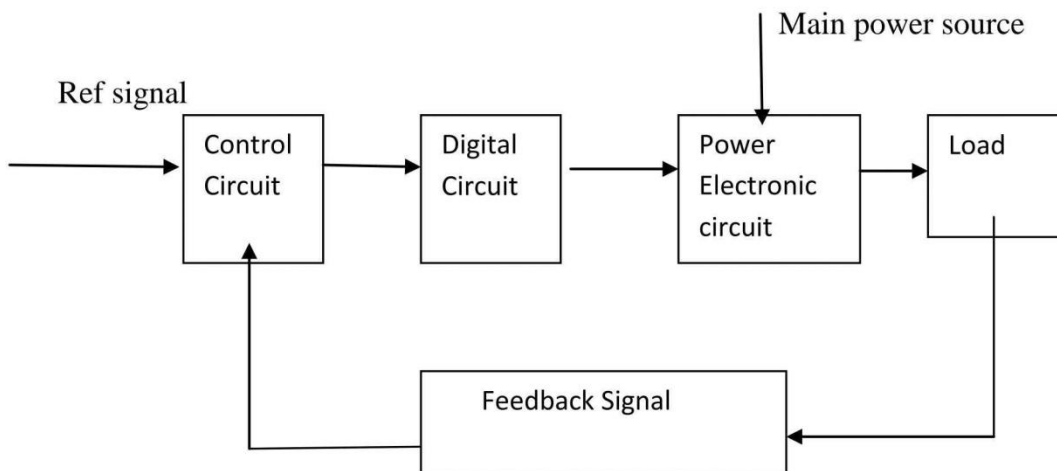 Main power source
Ref signal
Control
Circuit
Digital
Circuit
Power
Electronic
circuit
Load
Feedback Signal